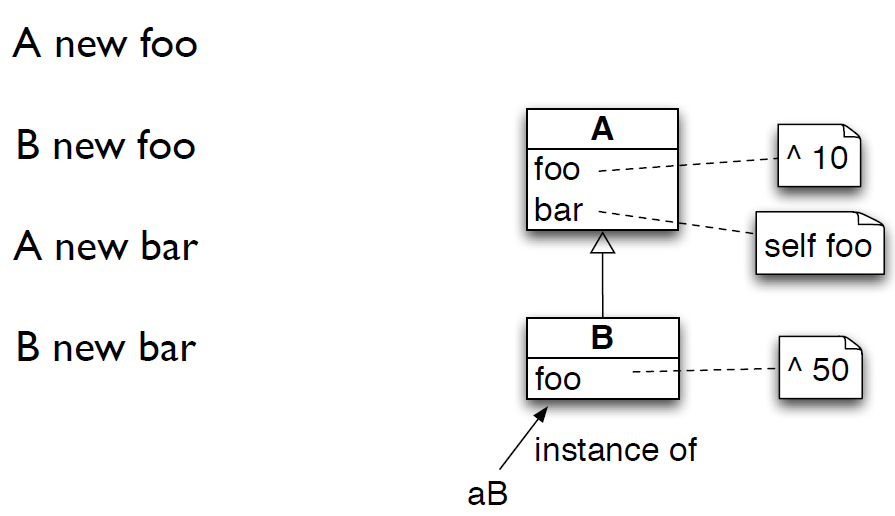 A new foo
B new foo
A new bar
B new bar
A
foo
bar
^ 10
self foo
B
foo
^ 50
instance of
aB